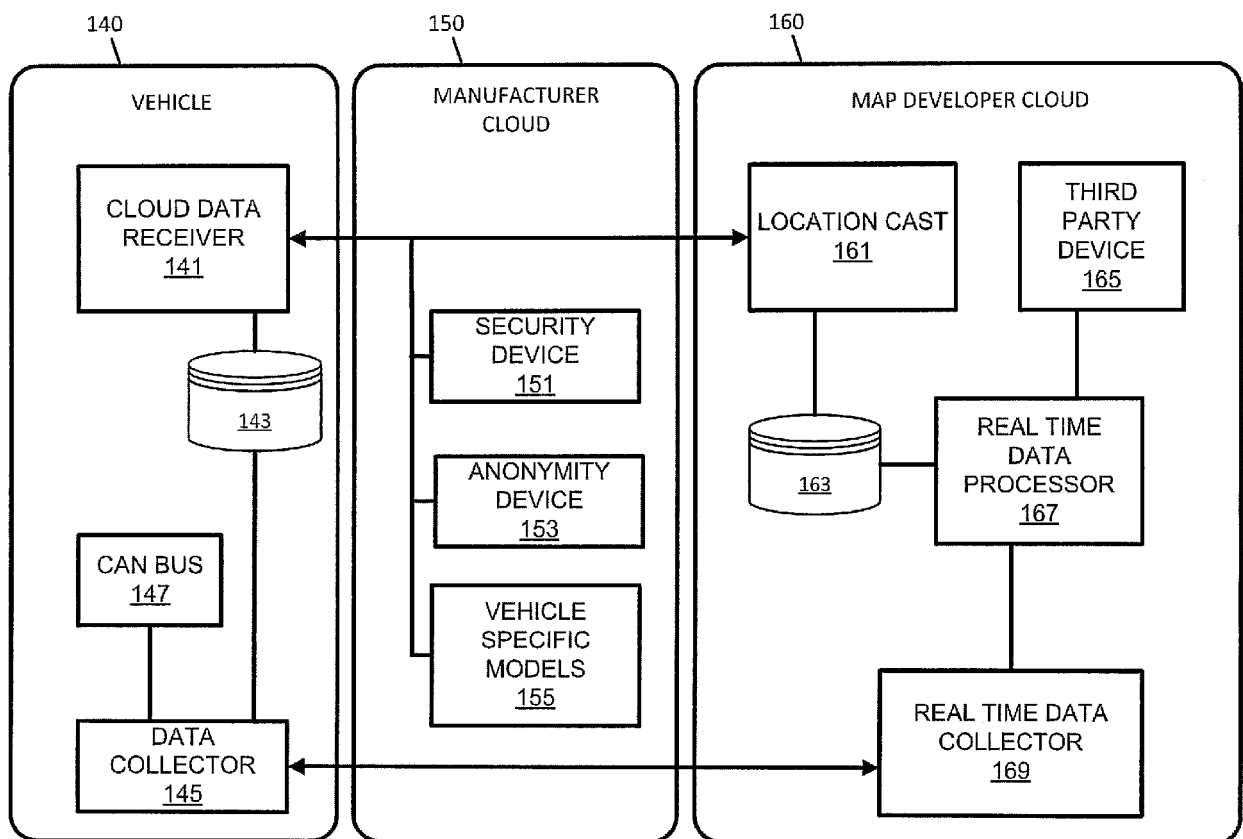 140
150
160
VEHICLE
MANUFACTURER
CLOUD
MAP DEVELOPER CLOUD
CLOUD DATA
RECEIVER
141
LOCATION CAST
161
THIRD
PARTY
DEVICE
165
SECURITY
DEVICE
151
143
REAL TIME
DATA
PROCESSOR
167
163
ANONYMITY
DEVICE
153
CAN BUS
147
VEHICLE
SPECIFIC
MODELS
155
DATA
COLLECTOR
145
REAL TIME DATA
COLLECTOR
169